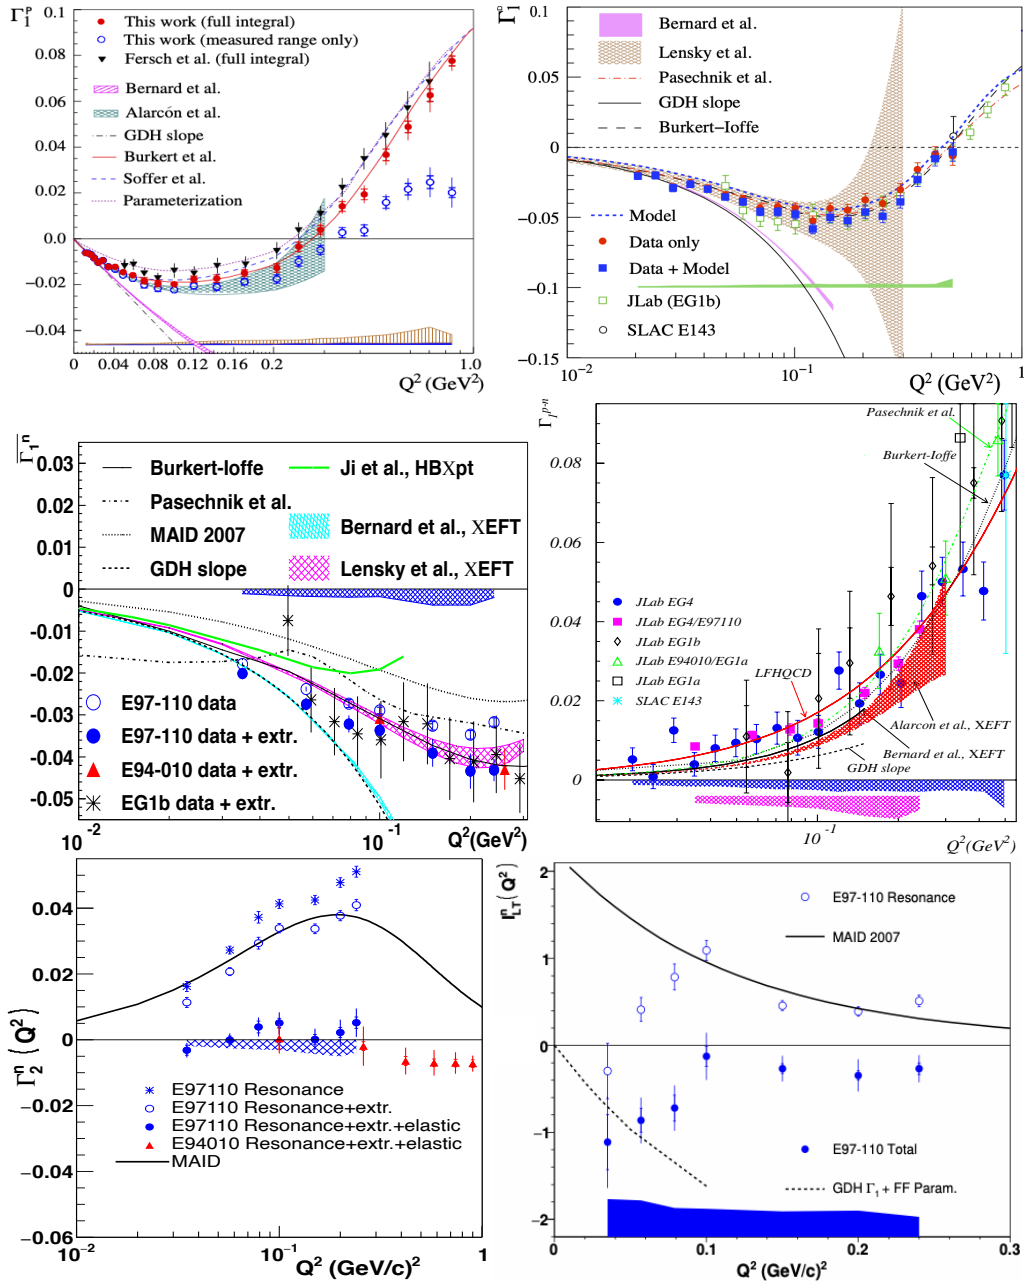 Γ₁ᵖ
This work (full integral)
This work (measured range only)
Fersch et al. (full integral)
Bernard et al.
Alarcón et al.
GDH slope
Burkert et al.
Soffer et al.
Parameterization
0.1
0.08
0.06
0.04
0.02
0.0
−0.02
−0.04
0 0.04 0.08 0.12 0.16 0.2 1.0
Q² (GeV²)
Γ₁ᵖ
0.1
0.05
0
−0.05
−0.1
−0.15
Bernard et al.
Lensky et al.
Pasechnik et al.
GDH slope
Burkert−Ioffe
Model
Data only
Data + Model
JLab (EG1b)
SLAC E143
10⁻² 10⁻¹ 1
Q² (GeV²)
Γ₁ⁿ
0.03
0.02
0.01
0
-0.01
-0.02
-0.03
-0.04
-0.05
Burkert-Ioffe
Pasechnik et al.
MAID 2007
GDH slope
Ji et al., HBXpt
Bernard et al., XEFT
Lensky et al., XEFT
E97-110 data
E97-110 data + extr.
E94-010 data + extr.
EG1b data + extr.
10⁻² 10⁻¹
Q²(GeV²)
Γ₁ᵖ⁻ⁿ
0.08
0.06
0.04
0.02
0
Pasechnik et al.
Burkert-Ioffe
JLab EG4
JLab EG4/E97110
JLab EG1b
JLab E94010/EG1a
JLab EG1a
SLAC E143
LFHQCD
Alarcon et al., XEFT
Bernard et al., XEFT
GDH slope
10⁻¹
Q²(GeV²)
Γ₂ⁿ (Q²)
0.04
0.02
0
−0.02
−0.04
−0.06
E97110 Resonance
E97110 Resonance+extr.
E97110 Resonance+extr.+elastic
E94010 Resonance+extr.+elastic
MAID
10⁻² 10⁻¹ 1
Q² (GeV/c)²
Iⁿ_LT(Q²)
2
1
0
−1
−2
E97-110 Resonance
MAID 2007
E97-110 Total
GDH Γ₁ + FF Param.
0 0.1 0.2 0.3
Q² (GeV/c)²